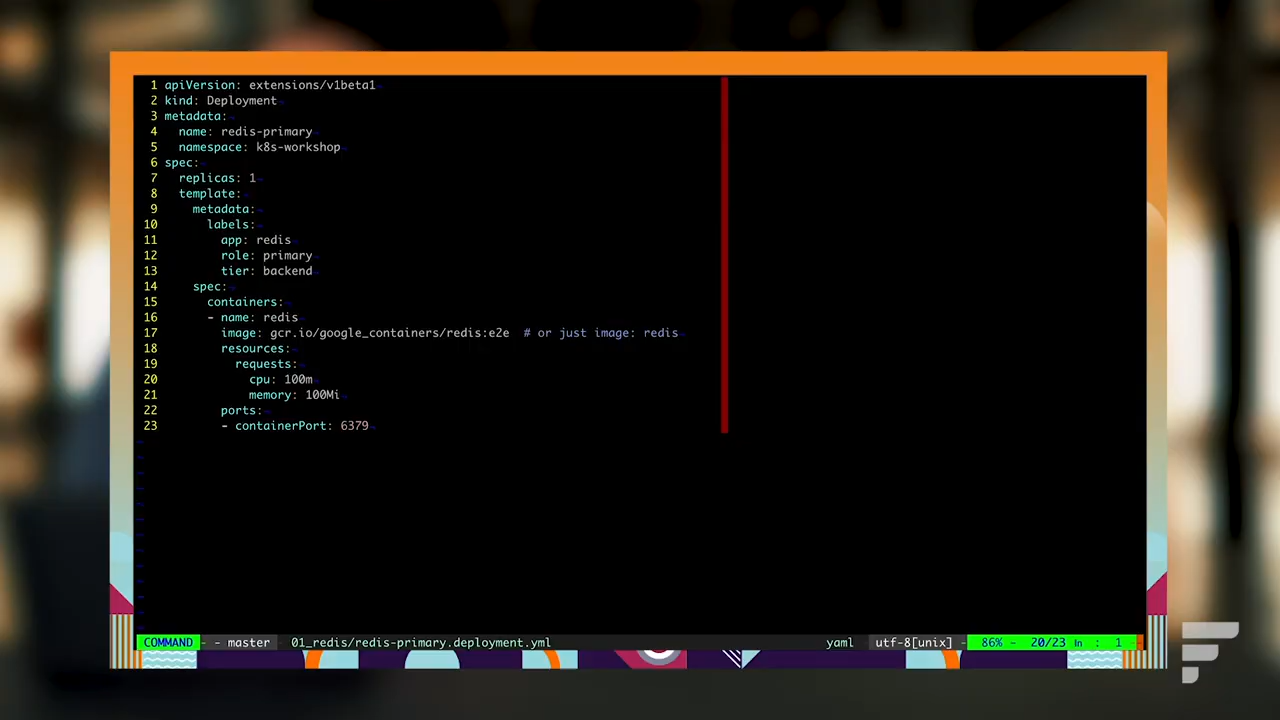 1 apiVersion: extensions/v1beta1
2 kind: Deployment
3 metadata:
4   name: redis-primary
5   namespace: k8s-workshop
6 spec:
7   replicas: 1
8   template:
9     metadata:
10       labels:
11         app: redis
12         role: primary
13         tier: backend
14     spec:
15       containers:
16       - name: redis
17         image: gcr.io/google_containers/redis:e2e  # or just image: redis
18         resources:
19           requests:
20             cpu: 100m
21             memory: 100Mi
22         ports:
23         - containerPort: 6379
COMMAND - - master 01_redis/redis-primary.deployment.yml yaml utf-8[unix] 86% - 20/23 ln : 1